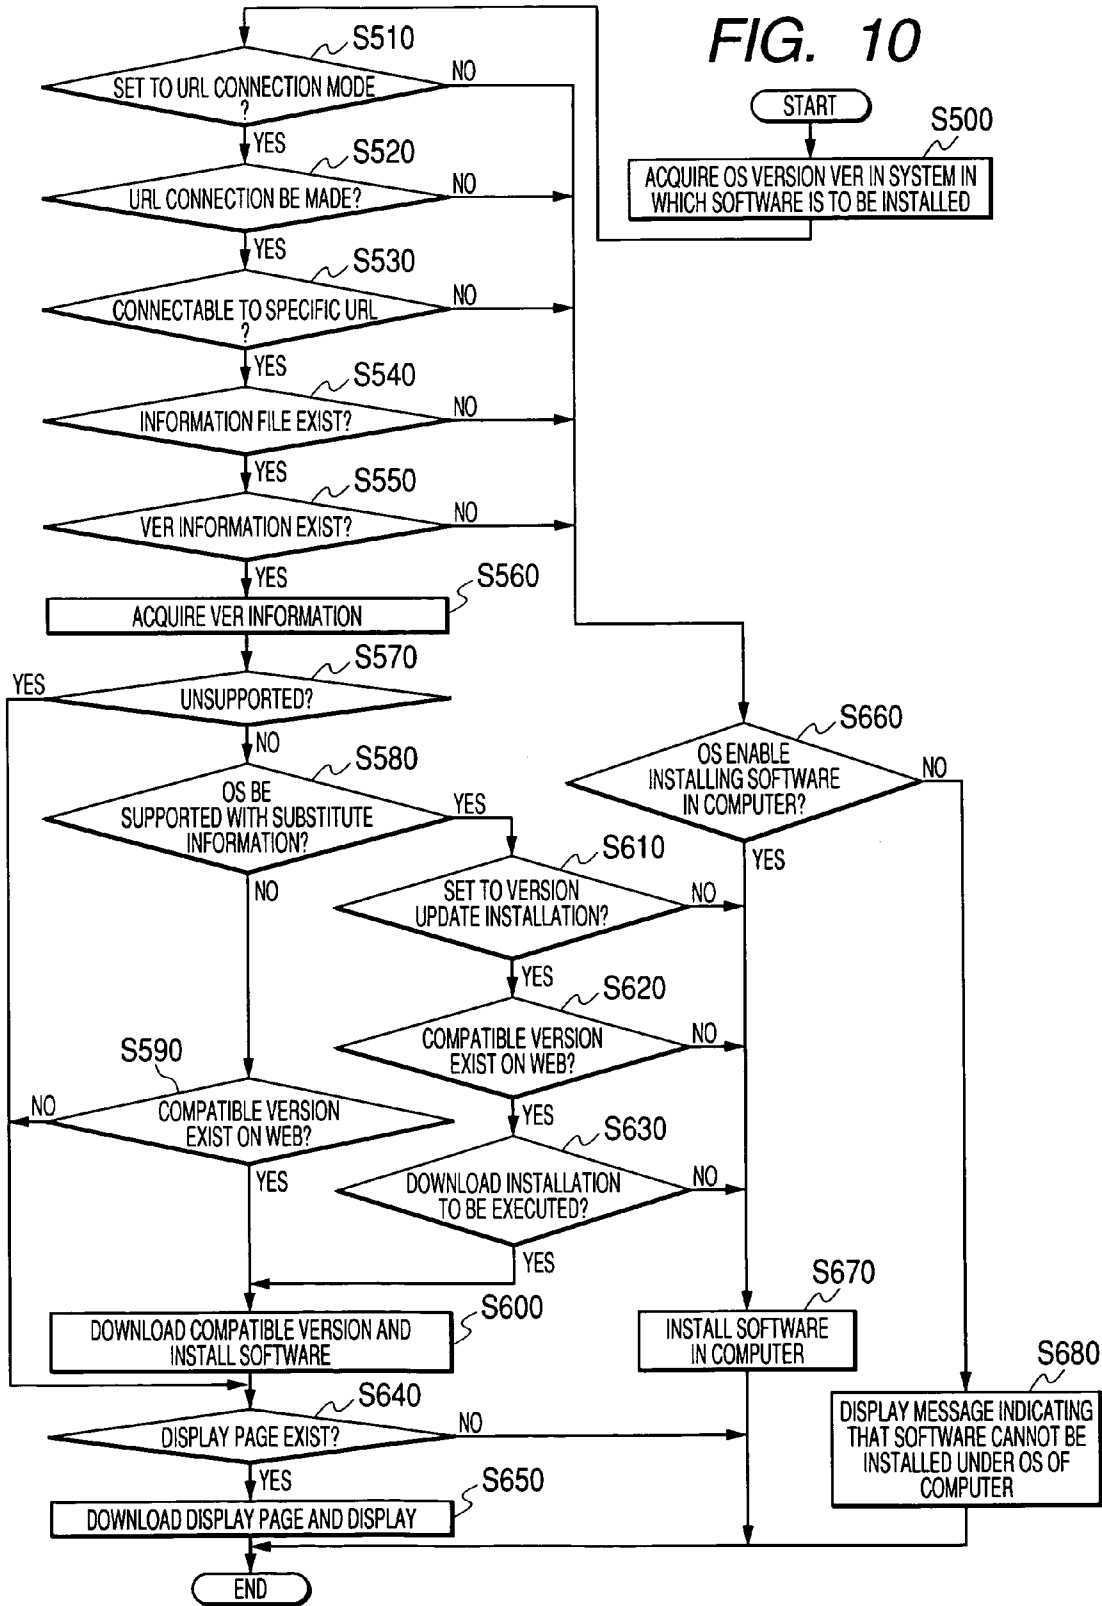 FIG. 10
START
S500
ACQUIRE OS VERSION VER IN SYSTEM IN
WHICH SOFTWARE IS TO BE INSTALLED
S510
SET TO URL CONNECTION MODE
?
NO
YES
S520
URL CONNECTION BE MADE?
NO
YES
S530
CONNECTABLE TO SPECIFIC URL
?
NO
YES
S540
INFORMATION FILE EXIST?
NO
YES
S550
VER INFORMATION EXIST?
NO
YES
S560
ACQUIRE VER INFORMATION
S570
YES
UNSUPPORTED?
NO
S580
OS BE
SUPPORTED WITH SUBSTITUTE
INFORMATION?
YES
NO
S590
NO
COMPATIBLE VERSION
EXIST ON WEB?
YES
S610
SET TO VERSION
UPDATE INSTALLATION?
NO
YES
S620
COMPATIBLE VERSION
EXIST ON WEB?
NO
YES
S630
DOWNLOAD INSTALLATION
TO BE EXECUTED?
NO
YES
S600
DOWNLOAD COMPATIBLE VERSION AND
INSTALL SOFTWARE
S640
DISPLAY PAGE EXIST?
NO
YES
S650
DOWNLOAD DISPLAY PAGE AND DISPLAY
END
S660
OS ENABLE
INSTALLING SOFTWARE
IN COMPUTER?
NO
YES
S670
INSTALL SOFTWARE
IN COMPUTER
S680
DISPLAY MESSAGE INDICATING
THAT SOFTWARE CANNOT BE
INSTALLED UNDER OS OF
COMPUTER